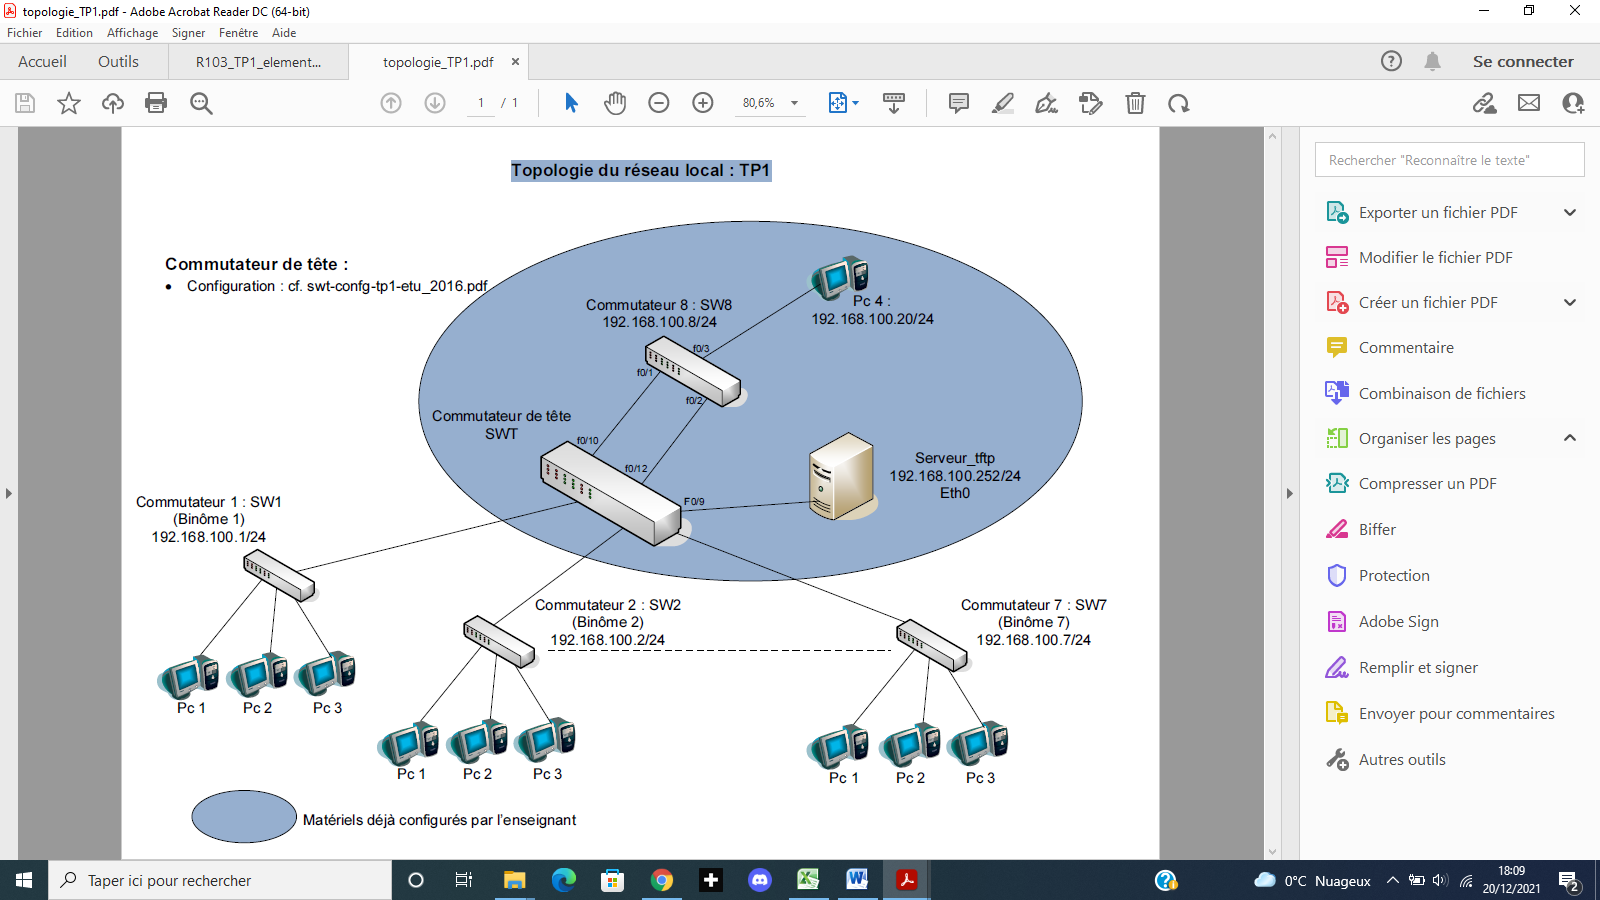 topologie_TP1.pdf - Adobe Acrobat Reader DC (64-bit)
Fichier Edition Affichage Signer Fenêtre Aide
Accueil Outils R103_TP1_element... topologie_TP1.pdf × Se connecter
1 / 1 80,6%
Topologie du réseau local : TP1
Commutateur de tête :
• Configuration : cf. swt-confg-tp1-etu_2016.pdf
Commutateur 8 : SW8
192.168.100.8/24
Pc 4 :
192.168.100.20/24
f0/3
f0/1
f0/2
Commutateur de tête
SWT
f0/10
f0/12
F0/9
Serveur_tftp
192.168.100.252/24
Eth0
Commutateur 1 : SW1
(Binôme 1)
192.168.100.1/24
Pc 1 Pc 2 Pc 3
Commutateur 2 : SW2
(Binôme 2)
192.168.100.2/24
Pc 1 Pc 2 Pc 3
Commutateur 7 : SW7
(Binôme 7)
192.168.100.7/24
Pc 1 Pc 2 Pc 3
Matériels déjà configurés par l'enseignant
Rechercher "Reconnaître le texte"
Exporter un fichier PDF
Modifier le fichier PDF
Créer un fichier PDF
Commentaire
Combinaison de fichiers
Organiser les pages
Compresser un PDF
Biffer
Protection
Adobe Sign
Remplir et signer
Envoyer pour commentaires
Autres outils
Taper ici pour rechercher
0°C Nuageux
18:09
20/12/2021
2